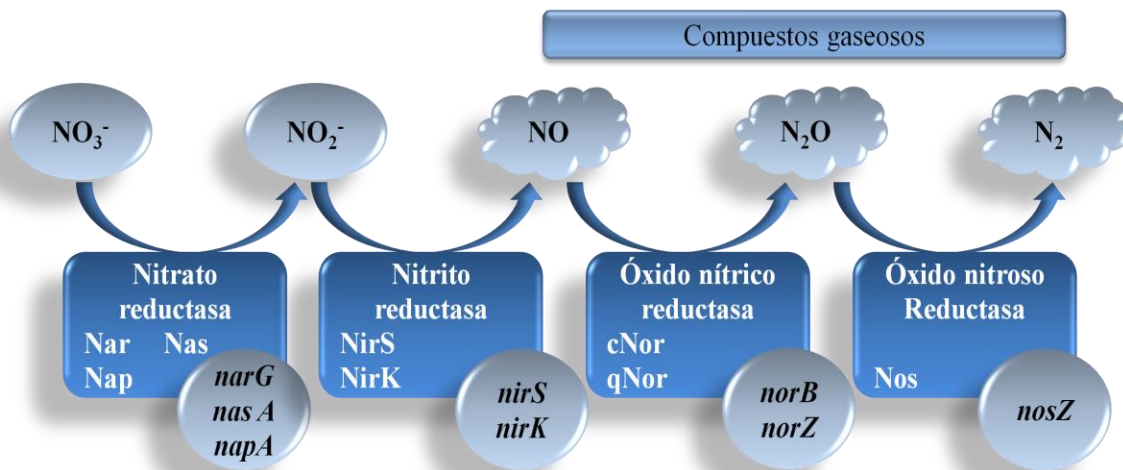 Compuestos gaseosos
NO₃⁻
NO₂⁻
NO
N₂O
N₂
Nitrato
reductasa
Nar Nas
Nap
narG
nas A
napA
Nitrito
reductasa
NirS
NirK
nirS
nirK
Óxido nítrico
reductasa
cNor
qNor
norB
norZ
Óxido nitroso
Reductasa
Nos
nosZ